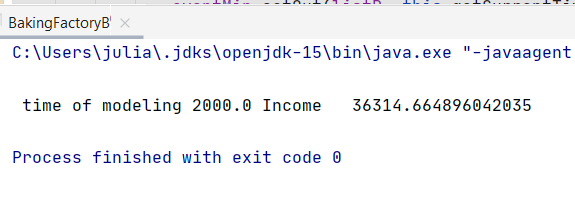 BakingFactoryB
C:\Users\julia\.jdks\openjdk-15\bin\java.exe "-javaagent
time of modeling 2000.0 Income   36314.664896042035
Process finished with exit code 0